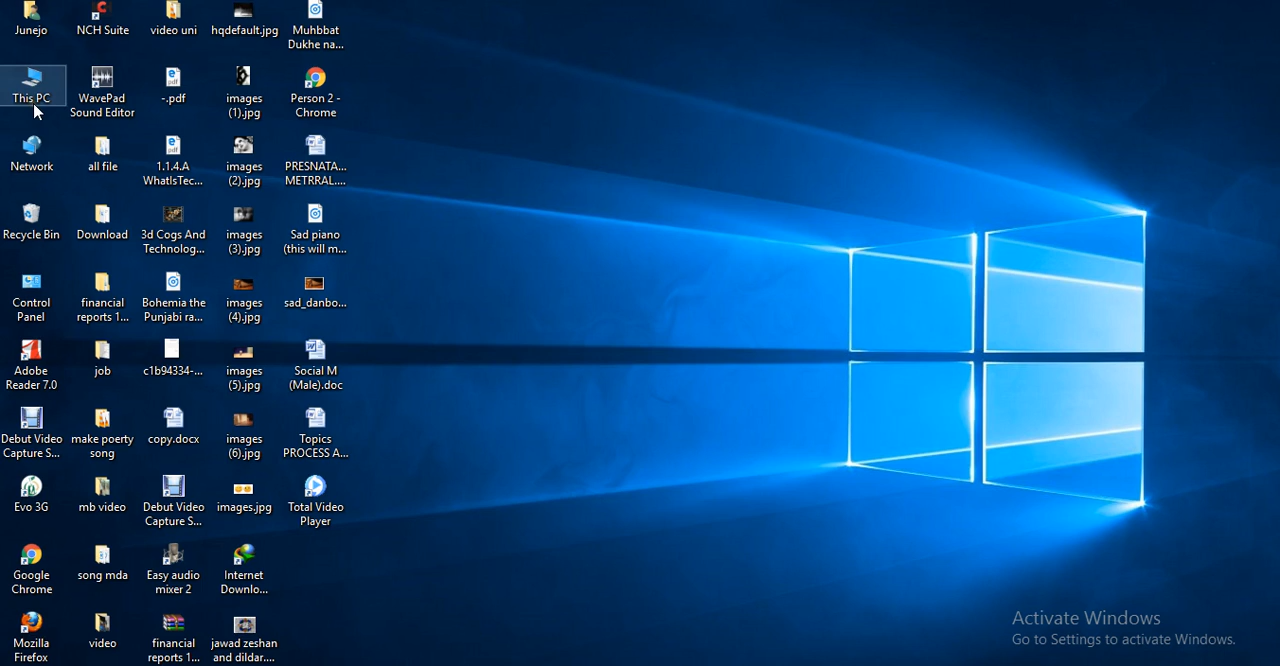 Junejo
NCH Suite
video uni
hqdefault.jpg
Muhbbat
Dukhe na...
This PC
WavePad
Sound Editor
-.pdf
images
(1).jpg
Person 2 -
Chrome
Network
all file
1.1.4.A
WhatIsTec...
images
(2).jpg
PRESNATA...
METRRAL....
Recycle Bin
Download
3d Cogs And
Technolog...
images
(3).jpg
Sad piano
(this will m...
Control
Panel
financial
reports 1...
Bohemia the
Punjabi ra...
images
(4).jpg
sad_danbo...
Adobe
Reader 7.0
job
c1b94334-...
images
(5).jpg
Social M
(Male).doc
Debut Video
Capture S...
make poerty
song
copy.docx
images
(6).jpg
Topics
PROCESS A...
Evo 3G
mb video
Debut Video
Capture S...
images.jpg
Total Video
Player
Google
Chrome
song mda
Easy audio
mixer 2
Internet
Downlo...
Mozilla
Firefox
video
financial
reports 1...
jawad zeshan
and dildar....
Activate Windows
Go to Settings to activate Windows.